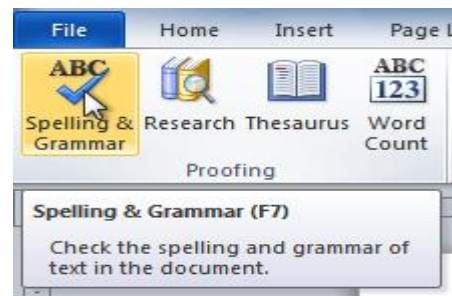 File Home Insert Page L
ABC ABC
123
Spelling & Research Thesaurus Word
Grammar Count
Proofing
Spelling & Grammar (F7)
Check the spelling and grammar of
text in the document.